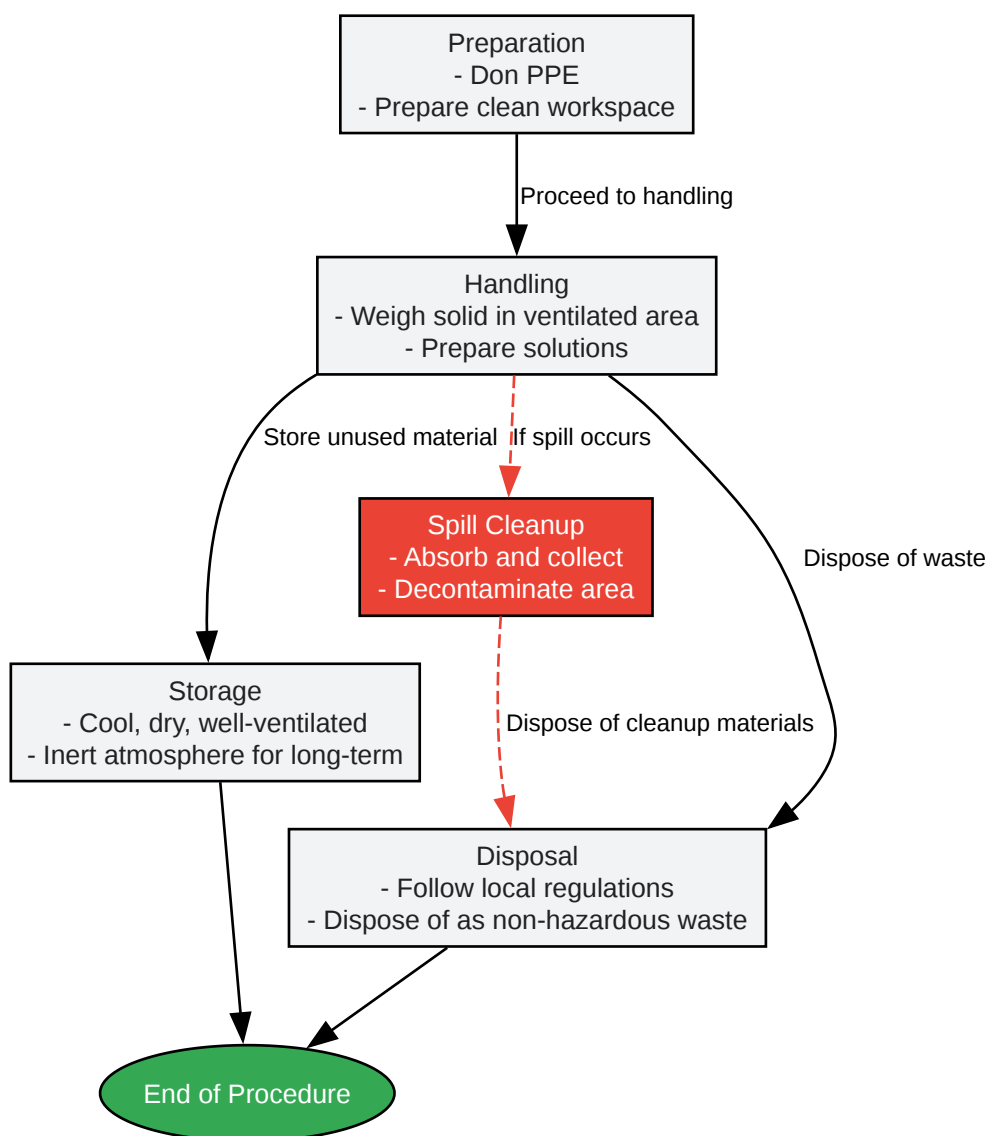 Preparation
- Don PPE
- Prepare clean workspace
Proceed to handling
Handling
- Weigh solid in ventilated area
- Prepare solutions
Store unused material
If spill occurs
Spill Cleanup
- Absorb and collect
- Decontaminate area
Dispose of waste
Storage
- Cool, dry, well-ventilated
- Inert atmosphere for long-term
Dispose of cleanup materials
Disposal
- Follow local regulations
- Dispose of as non-hazardous waste
End of Procedure